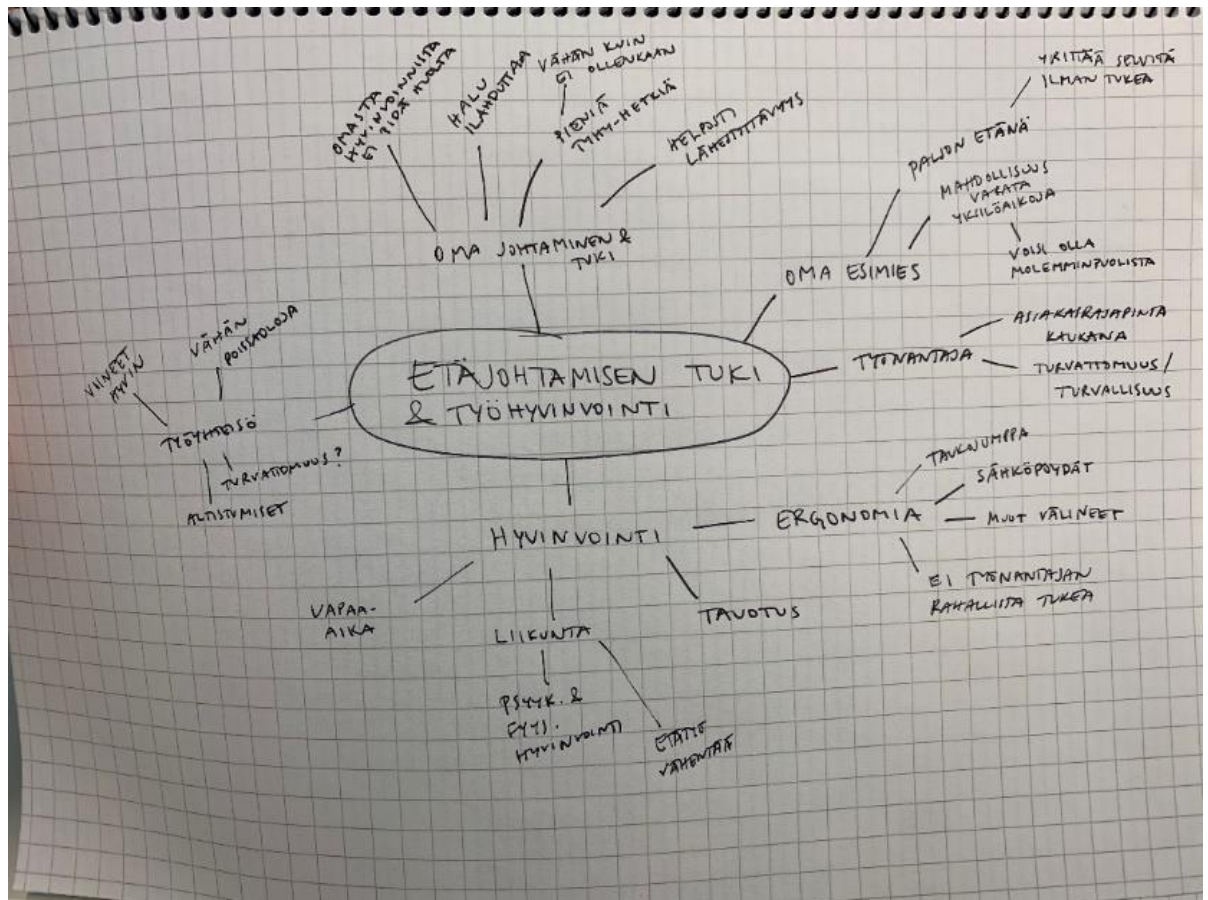 OMASTA
HYVINVOINNISTA
EI PIDÄ HUOLTA
HALU
ILAHDUTTAA
VÄHÄN KUIN
EI OLLENKAAN
PIENIÄ
TYHY-HETKIÄ
HELPOSTI
LÄHESTYTTÄVYYS
OMA JOHTAMINEN &
TUKI
YRITTÄÄ SELVITÄ
ILMAN TUKEA
PALJON ETÄNÄ
MAHDOLLISUUS
VARATA
YKSILÖAIKOJA
VOISI OLLA
MOLEMMINPUOLISTA
OMA ESIMIES
ASIAKASRAJAPINTA
KAUKANA
TYÖNANTAJA
TURVATTOMUUS/
TURVALLISUUS
ETÄJOHTAMISEN TUKI
& TYÖHYVINVOINTI
VÄHÄN
POISSAOLOJA
HYVIN
TYÖYHTEISÖ
TURVATTOMUUS?
ALTISTUMISET
HYVINVOINTI
ERGONOMIA
TAUKOJUMPPA
SÄHKÖPÖYDÄT
MUUT VÄLINEET
EI TYÖNANTAJAN
RAHALLISTA TUKEA
VAPAA-
AIKA
LIIKUNTA
TAUOTUS
PSYYK. &
FYYS.
HYVINVOINTI
ETÄTYÖ
VÄHENTÄÄ